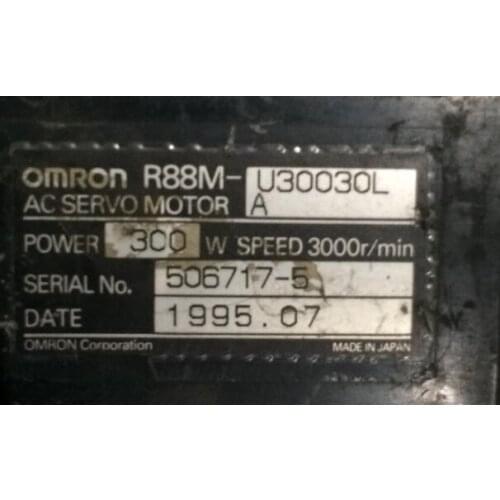 omron R88M-U30030L
AC SERVO MOTOR A
POWER 300 W SPEED 3000r/min
SERIAL No. 506717-5
DATE 1995.07
OMRON Corporation MADE IN JAPAN